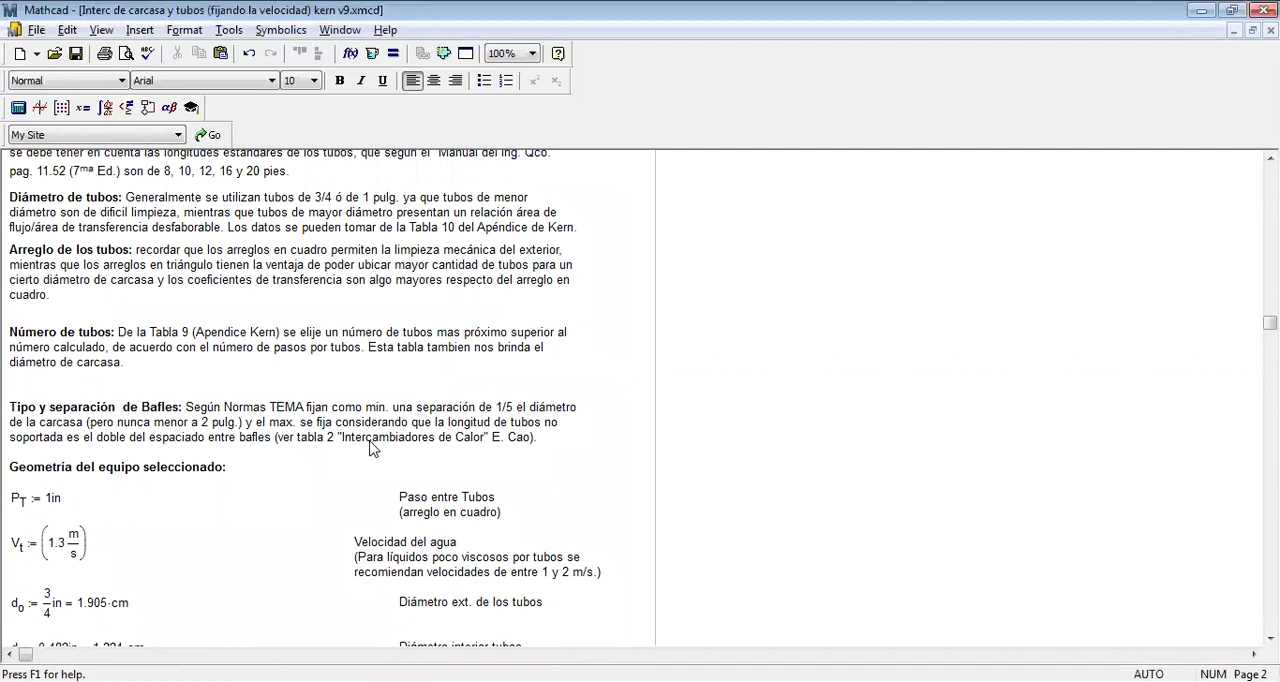 Mathcad - [Interc de carcasa y tubos (fijando la velocidad) kern v9.xmcd]
File Edit View Insert Format Tools Symbolics Window Help
100%
Normal Arial 10 B I U
My Site Go
se debe tener en cuenta las longitudes estándares de los tubos, que según el "Manual del Ing. Qco.
pag. 11.52 (7ma Ed.) son de 8, 10, 12, 16 y 20 pies.
Diámetro de tubos: Generalmente se utilizan tubos de 3/4 ó de 1 pulg. ya que tubos de menor
diámetro son de dificil limpieza, mientras que tubos de mayor diámetro presentan un relación área de
flujo/área de transferencia desfaborable. Los datos se pueden tomar de la Tabla 10 del Apéndice de Kern.
Arreglo de los tubos: recordar que los arreglos en cuadro permiten la limpieza mecánica del exterior,
mientras que los arreglos en triángulo tienen la ventaja de poder ubicar mayor cantidad de tubos para un
cierto diámetro de carcasa y los coeficientes de transferencia son algo mayores respecto del arreglo en
cuadro.
Número de tubos: De la Tabla 9 (Apendice Kern) se elije un número de tubos mas próximo superior al
número calculado, de acuerdo con el número de pasos por tubos. Esta tabla tambien nos brinda el
diámetro de carcasa.
Tipo y separación de Bafles: Según Normas TEMA fijan como min. una separación de 1/5 el diámetro
de la carcasa (pero nunca menor a 2 pulg.) y el max. se fija considerando que la longitud de tubos no
soportada es el doble del espaciado entre bafles (ver tabla 2 "Intercambiadores de Calor" E. Cao).
Geometría del equipo seleccionado:
PT := 1in Paso entre Tubos
(arreglo en cuadro)
Vt := (1.3 m/s) Velocidad del agua
(Para líquidos poco viscosos por tubos se
recomiendan velocidades de entre 1 y 2 m/s.)
do := 3/4 in = 1.905·cm Diámetro ext. de los tubos
Diámetro interior tubos
Press F1 for help. AUTO NUM Page 2